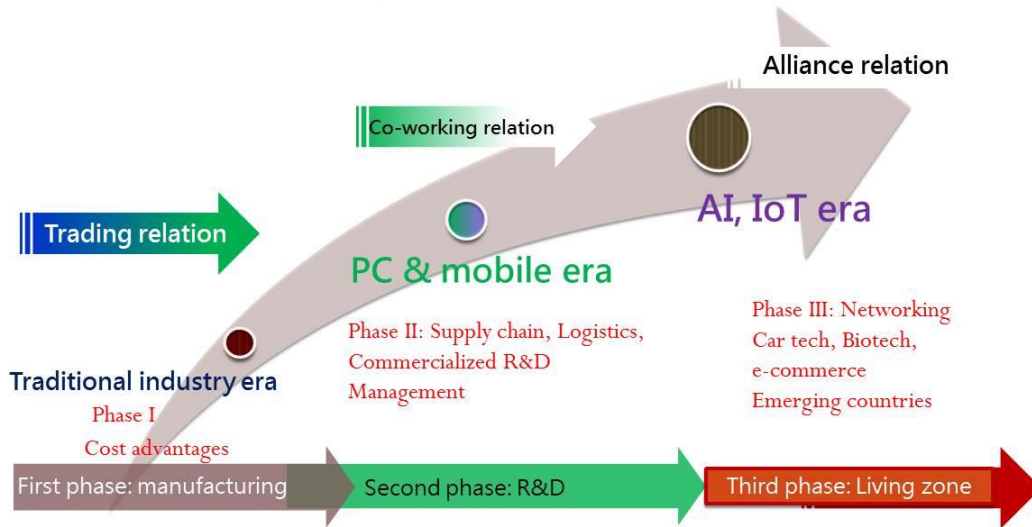 Alliance relation
Co-working relation
Trading relation
AI, IoT era
PC & mobile era
Traditional industry era
Phase I
Cost advantages
Phase II: Supply chain, Logistics,
Commercialized R&D
Management
Phase III: Networking
Car tech, Biotech,
e-commerce
Emerging countries
First phase: manufacturing
Second phase: R&D
Third phase: Living zone